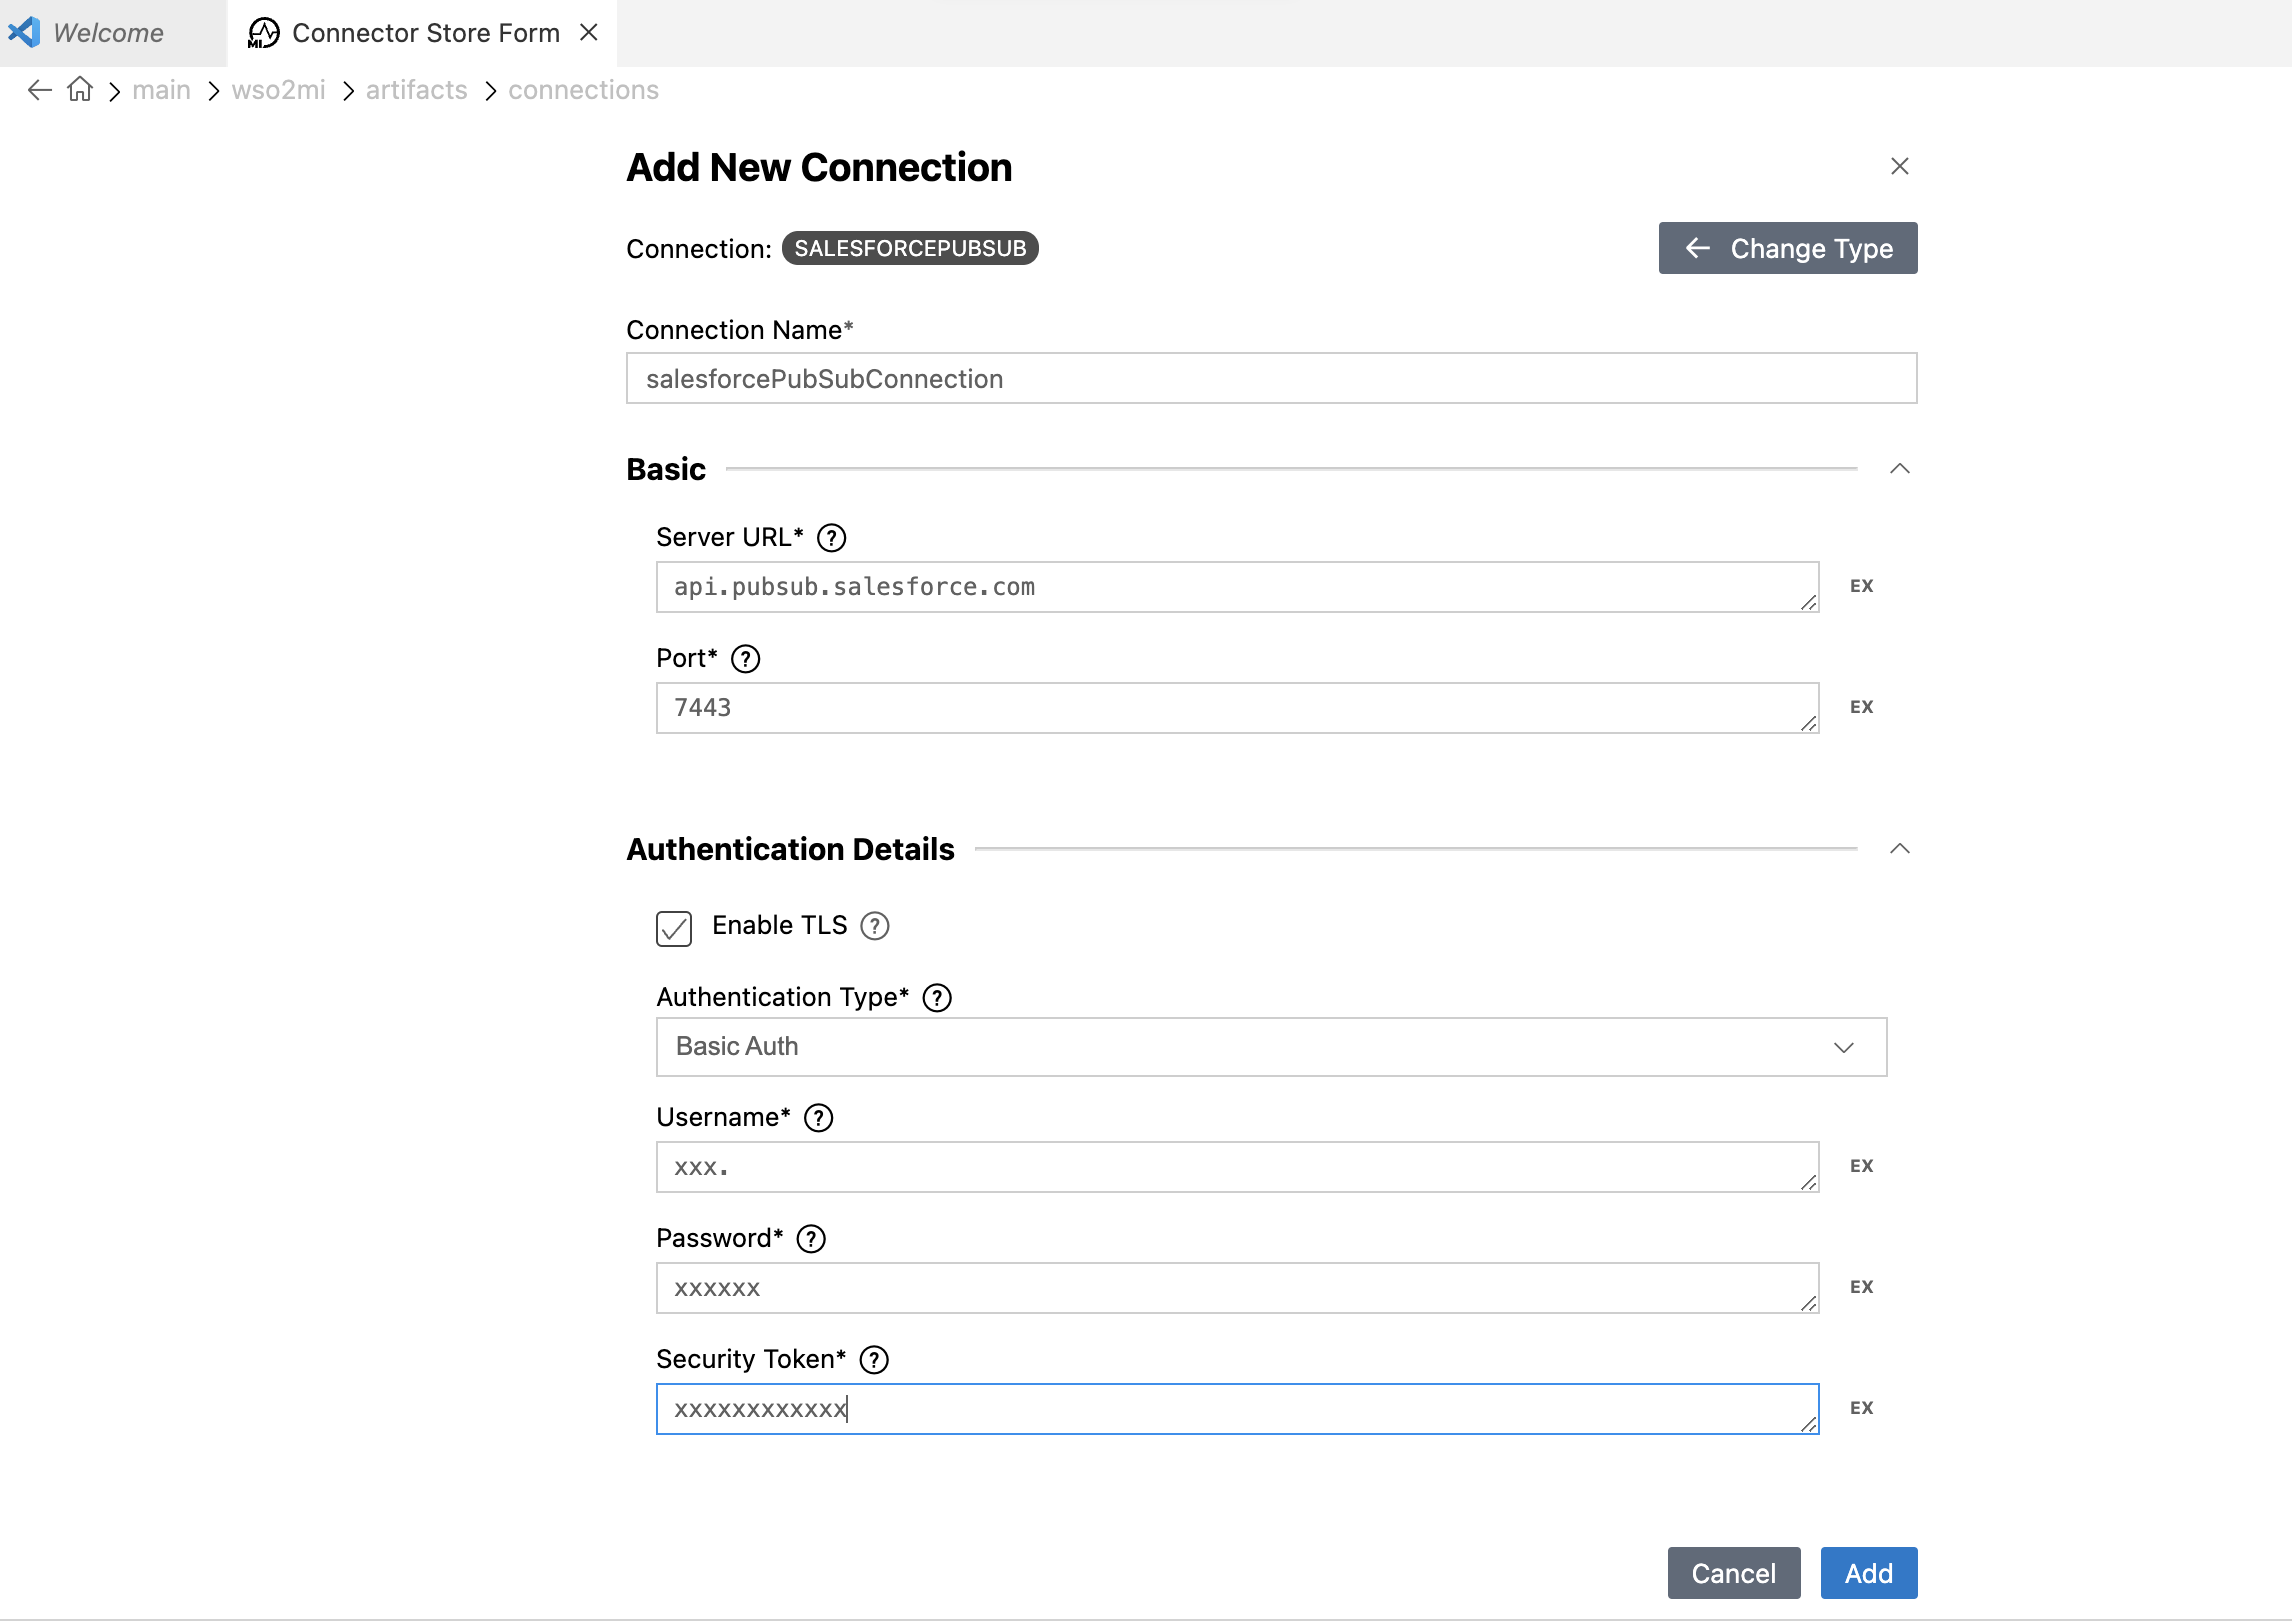 Welcome
MI Connector Store Form
main wso2mi artifacts connections
Add New Connection
Connection: SALESFORCEPUBSUB
Change Type
Connection Name*
salesforcePubSubConnection
Basic
Server URL* ?
api.pubsub.salesforce.com
EX
Port* ?
7443
EX
Authentication Details
Enable TLS ?
Authentication Type* ?
Basic Auth
Username* ?
xxx.
EX
Password* ?
xxxxxx
EX
Security Token* ?
xxxxxxxxxxxx
EX
Cancel
Add